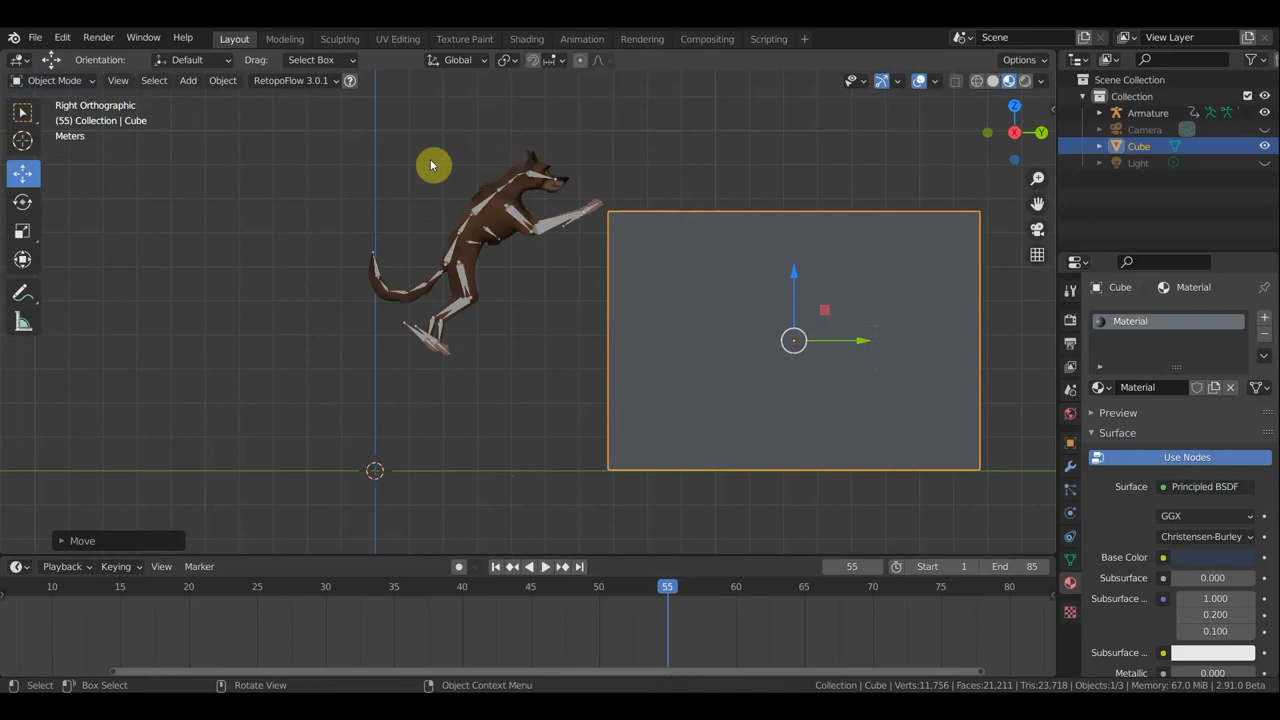 File Edit Render Window Help Layout Modeling Sculpting UV Editing Texture Paint Shading Animation Rendering Compositing Scripting + Scene View Layer
Orientation: Default Drag: Select Box Global Options
Object Mode View Select Add Object RetopoFlow 3.0.1
Right Orthographic
(55) Collection | Cube
Meters
Z
X
Y
Scene Collection
Collection
Armature
Camera
Cube
Light
Cube Material
Material
Material
Preview
Surface
Use Nodes
Surface Principled BSDF
GGX
Christensen-Burley
Base Color
Subsurface 0.000
Subsurface ... 1.000
0.200
0.100
Subsurface ...
Metallic 0.000
Move
Playback Keying View Marker 55 Start 1 End 85
10 15 20 25 30 35 40 45 50 55 60 65 70 75 80
Select Box Select Rotate View Object Context Menu Collection | Cube | Verts:11,756 | Faces:21,211 | Tris:23,718 | Objects:1/3 | Memory: 67.0 MiB | 2.91.0 Beta